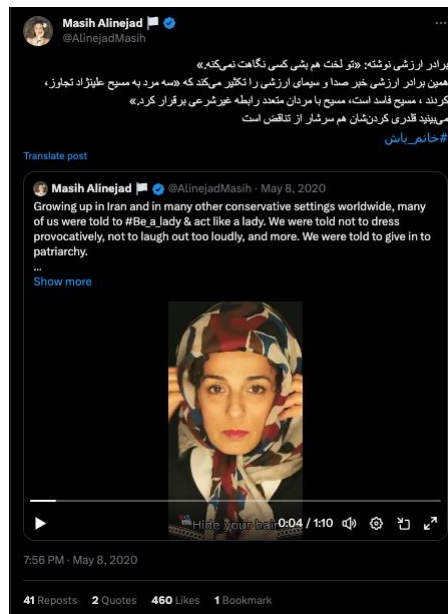 Masih Alinejad
@AlinejadMasih
برادر ارزشی نوشته: «تو لخت هم بشی کسی نگاهت نمی‌کنه.»
همین برادر ارزشی خبر صدا و سیمای ارزشی را تکثیر می‌کند که «سه مرد به مسیح علینژاد تجاوز،
کردند ، مسیح فاسد است، مسیح با مردان متعدد رابطه غیرشرعی برقرار کرد.»
می‌بینید قلدری کردن‌شان هم سرشار از تناقض است
#خانم_باش
Translate post
Masih Alinejad @AlinejadMasih · May 8, 2020
Growing up in Iran and in many other conservative settings worldwide, many
of us were told to #Be_a_lady & act like a lady. We were told not to dress
provocatively, not to laugh out too loudly, and more. We were told to give in to
patriarchy.
...
Show more
Hide your hair
0:04 / 1:10
7:56 PM · May 8, 2020
41 Reposts 2 Quotes 460 Likes 1 Bookmark